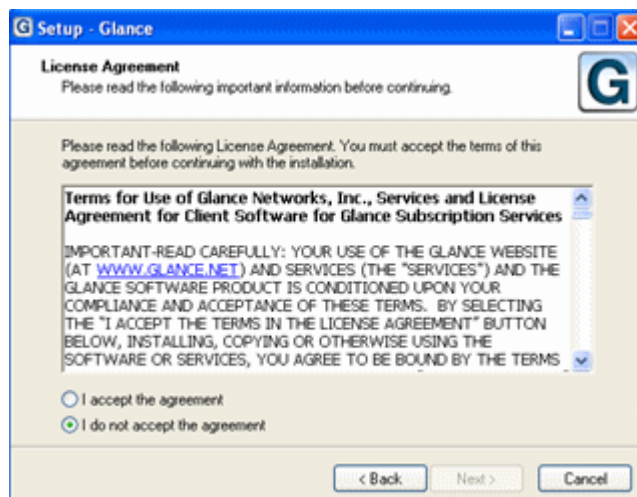 G Setup - Glance
License Agreement
Please read the following important information before continuing.
G
Please read the following License Agreement. You must accept the terms of this
agreement before continuing with the installation.
Terms for Use of Glance Networks, Inc., Services and License
Agreement for Client Software for Glance Subscription Services
IMPORTANT-READ CAREFULLY: YOUR USE OF THE GLANCE WEBSITE
(AT WWW.GLANCE.NET) AND SERVICES (THE "SERVICES") AND THE
GLANCE SOFTWARE PRODUCT IS CONDITIONED UPON YOUR
COMPLIANCE AND ACCEPTANCE OF THESE TERMS. BY SELECTING
THE "I ACCEPT THE TERMS IN THE LICENSE AGREEMENT" BUTTON
BELOW, INSTALLING, COPYING OR OTHERWISE USING THE
SOFTWARE OR SERVICES, YOU AGREE TO BE BOUND BY THE TERMS
I accept the agreement
I do not accept the agreement
< Back Next > Cancel